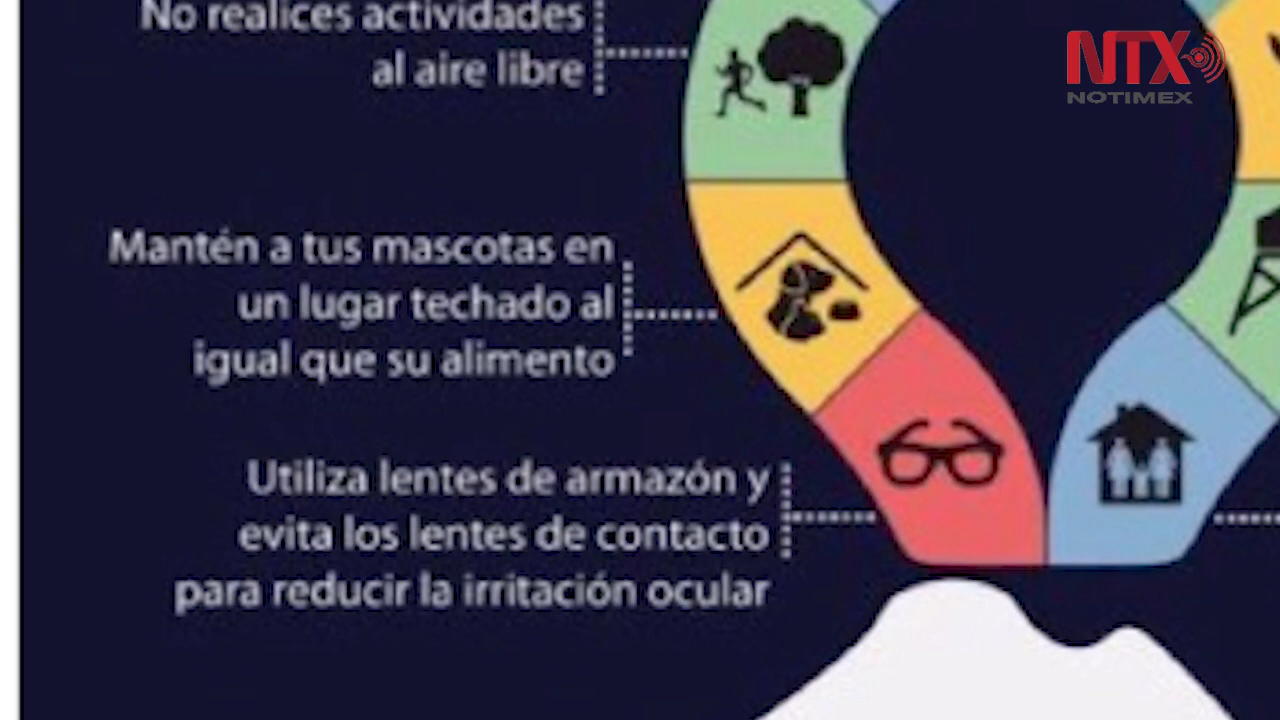 No realices actividades
al aire libre
NTX
NOTIMEX
Mantén a tus mascotas en
un lugar techado al
igual que su alimento
Utiliza lentes de armazón y
evita los lentes de contacto
para reducir la irritación ocular